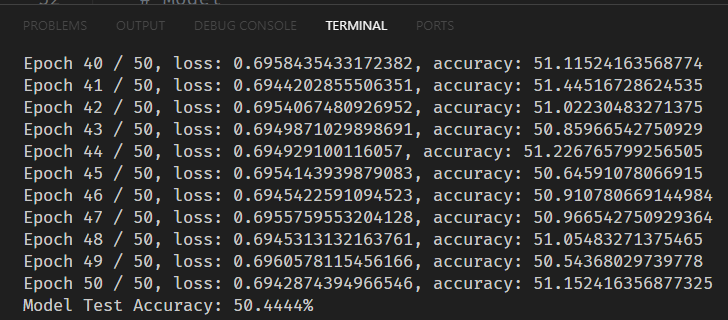 # Model
PROBLEMS OUTPUT DEBUG CONSOLE TERMINAL PORTS
Epoch 40 / 50, loss: 0.6958435433172382, accuracy: 51.11524163568774
Epoch 41 / 50, loss: 0.6944202855506351, accuracy: 51.44516728624535
Epoch 42 / 50, loss: 0.6954067480926952, accuracy: 51.02230483271375
Epoch 43 / 50, loss: 0.6949871029898691, accuracy: 50.85966542750929
Epoch 44 / 50, loss: 0.694929100116057, accuracy: 51.226765799256505
Epoch 45 / 50, loss: 0.6954143939879083, accuracy: 50.64591078066915
Epoch 46 / 50, loss: 0.6945422591094523, accuracy: 50.910780669144984
Epoch 47 / 50, loss: 0.6955759553204128, accuracy: 50.966542750929364
Epoch 48 / 50, loss: 0.6945313132163761, accuracy: 51.05483271375465
Epoch 49 / 50, loss: 0.6960578115456166, accuracy: 50.54368029739778
Epoch 50 / 50, loss: 0.6942874394966546, accuracy: 51.152416356877325
Model Test Accuracy: 50.4444%